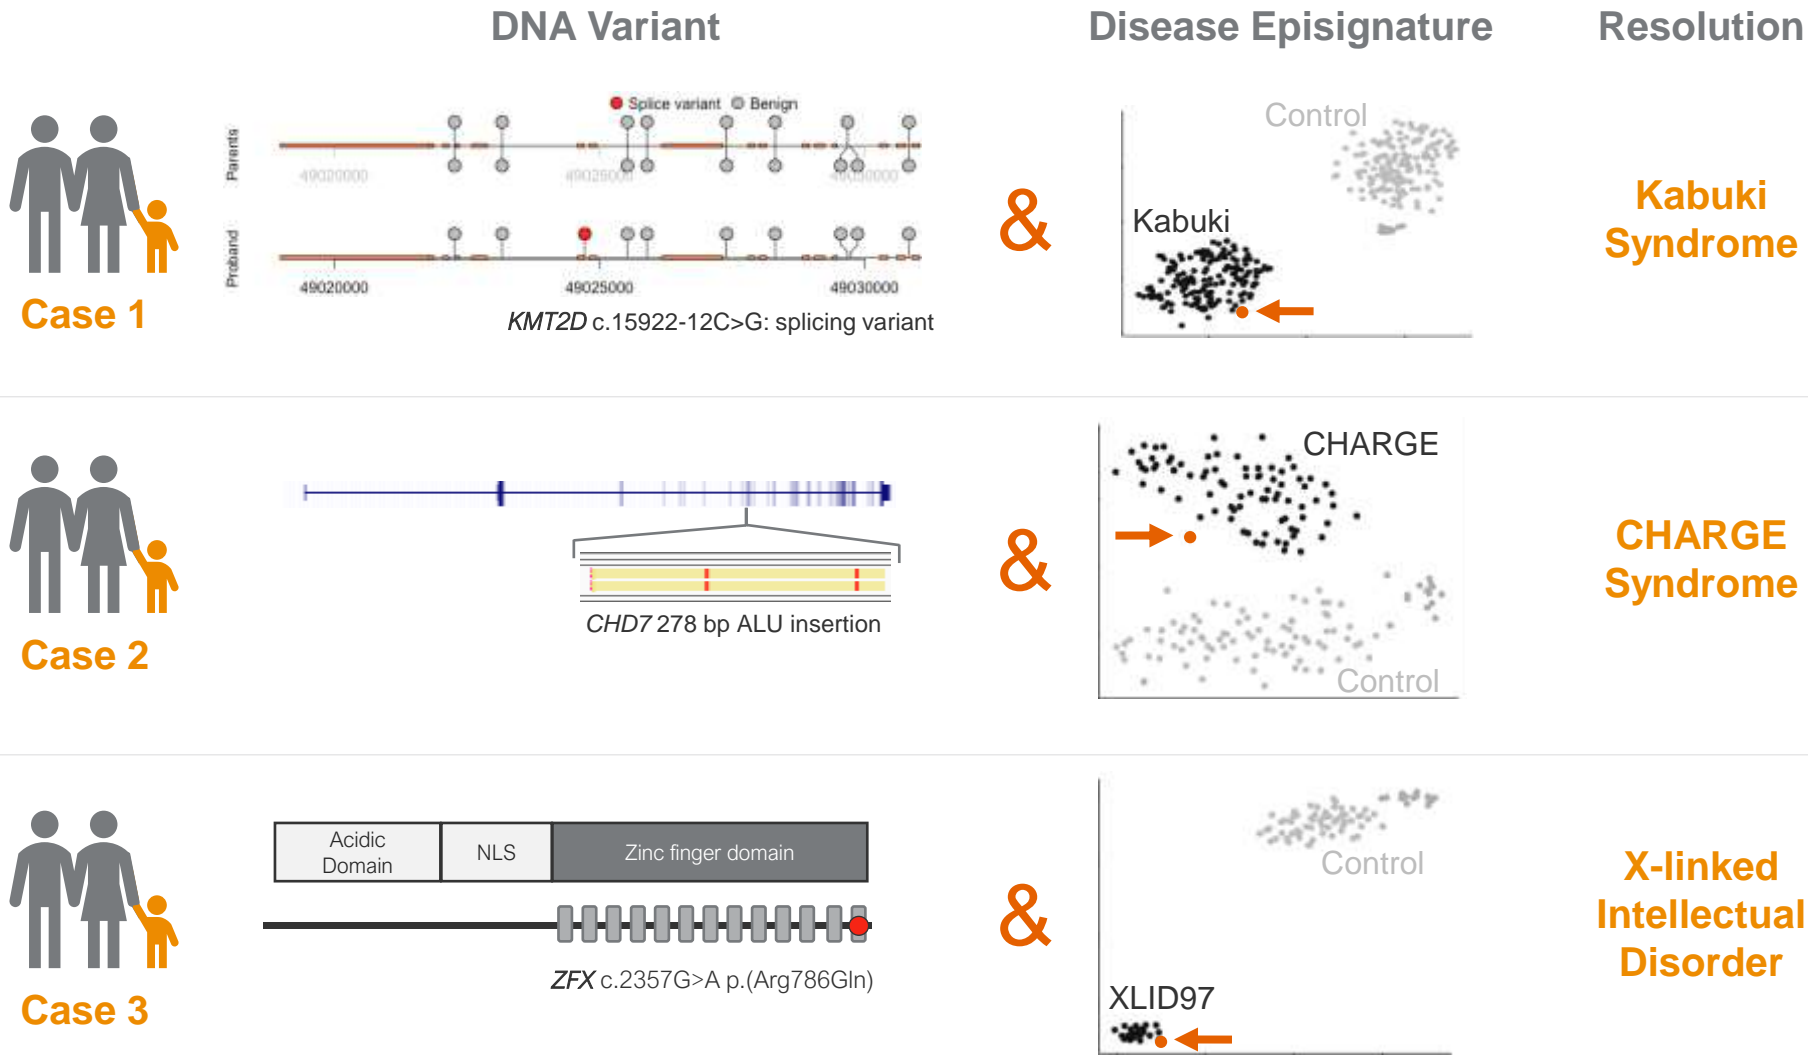 DNA Variant
Disease Episignature
Resolution
Case 1
Splice variant
Benign
Parents
49020000
49025000
49030000
Proband
49020000
49025000
49030000
KMT2D c.15922-12C>G: splicing variant
&
Control
Kabuki
Kabuki
Syndrome
Case 2
CHD7 278 bp ALU insertion
&
CHARGE
Control
CHARGE
Syndrome
Case 3
Acidic
Domain
NLS
Zinc finger domain
ZFX c.2357G>A p.(Arg786Gln)
&
Control
XLID97
X-linked
Intellectual
Disorder